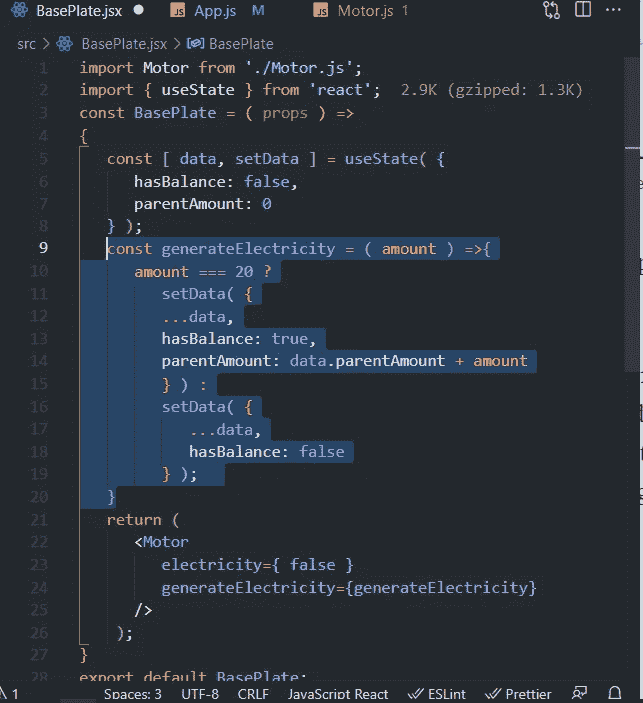 BasePlate.jsx
JS App.js M
JS Motor.js 1
src > BasePlate.jsx > BasePlate
1 import Motor from './Motor.js';
2 import { useState } from 'react'; 2.9K (gzipped: 1.3K)
3 const BasePlate = ( props ) =>
4 {
5 const [ data, setData ] = useState( {
6 hasBalance: false,
7 parentAmount: 0
8 } );
9 const generateElectricity = ( amount ) =>{
10 amount === 20 ?
11 setData( {
12 ...data,
13 hasBalance: true,
14 parentAmount: data.parentAmount + amount
15 } ) :
16 setData( {
17 ...data,
18 hasBalance: false
19 } );
20 }
21 return (
22 <Motor
23 electricity={ false }
24 generateElectricity={generateElectricity}
25 />
26 );
27 }
28 export default BasePlate;
1 Spaces: 3 UTF-8 CRLF JavaScript React ESLint Prettier